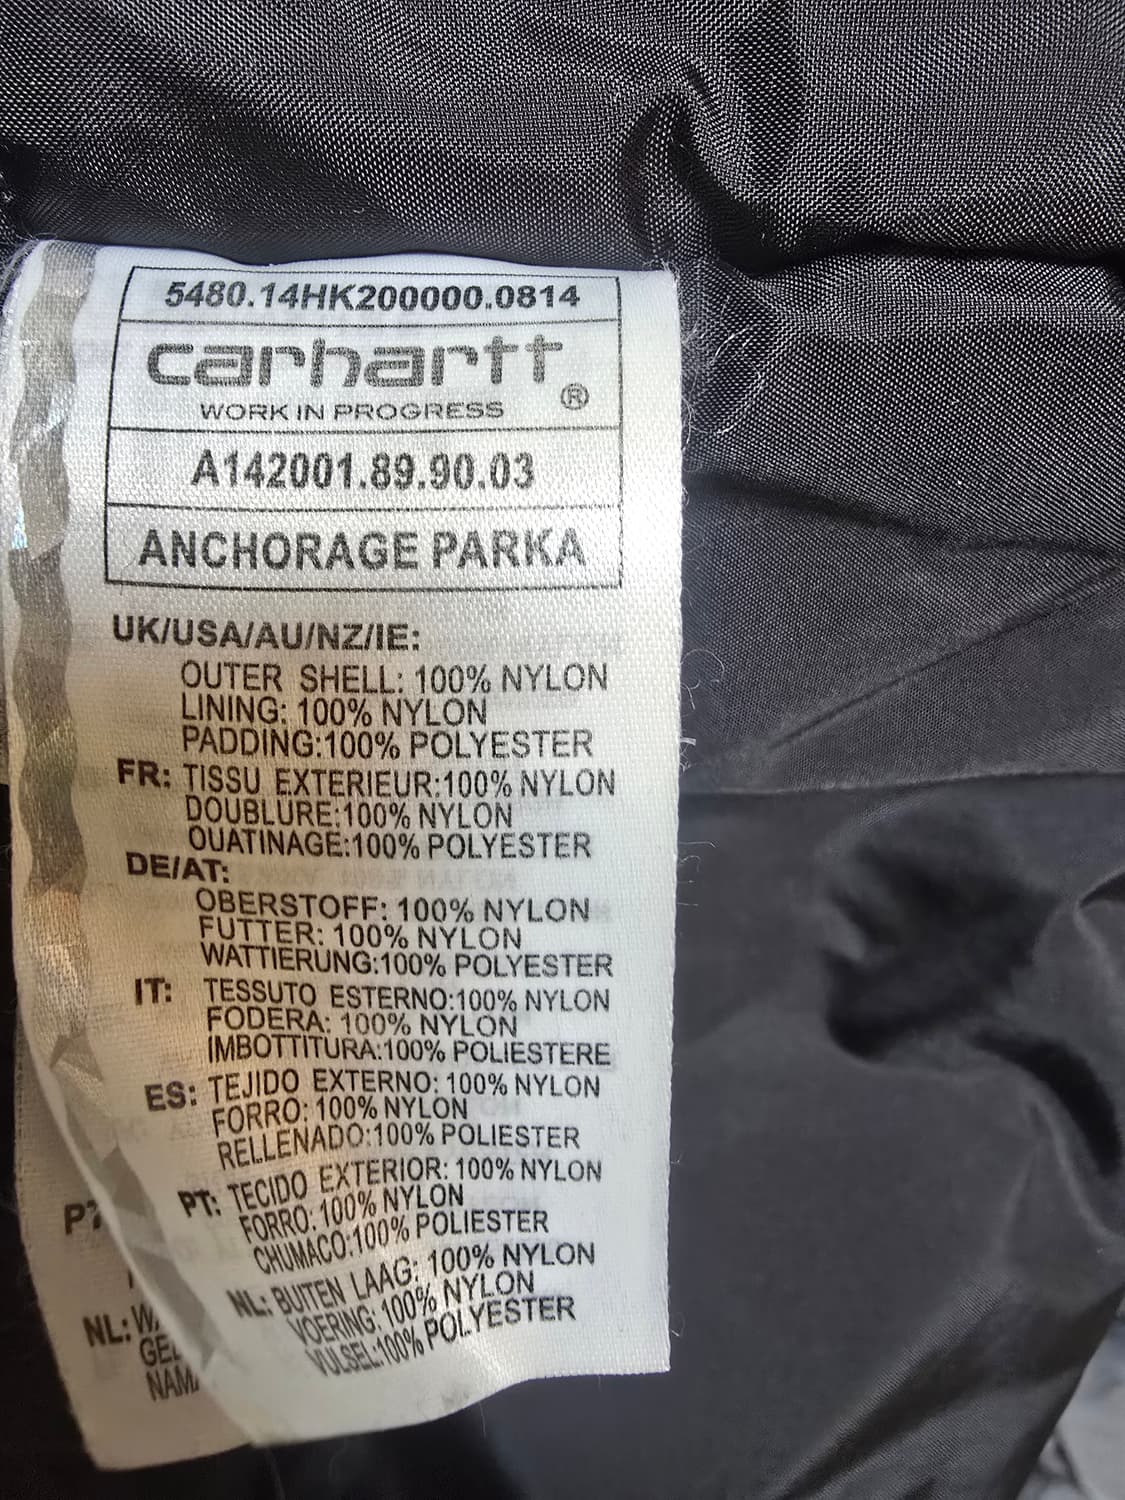 5480.14HK200000.0814
carhartt
WORK IN PROGRESS ®
A142001.89.90.03
ANCHORAGE PARKA
UK/USA/AU/NZ/IE:
OUTER SHELL: 100% NYLON
LINING: 100% NYLON
PADDING:100% POLYESTER
FR: TISSU EXTERIEUR:100% NYLON
DOUBLURE:100% NYLON
OUATINAGE:100% POLYESTER
DE/AT:
OBERSTOFF: 100% NYLON
FUTTER: 100% NYLON
WATTIERUNG:100% POLYESTER
IT: TESSUTO ESTERNO:100% NYLON
FODERA: 100% NYLON
IMBOTTITURA:100% POLIESTERE
ES: TEJIDO EXTERNO: 100% NYLON
FORRO: 100% NYLON
RELLENADO:100% POLIESTER
PT: TECIDO EXTERIOR: 100% NYLON
FORRO: 100% NYLON
CHUMACO:100% POLIESTER
NL: BUITEN LAAG: 100% NYLON
VOERING: 100% NYLON
VULSEL:100% POLYESTER
NL: